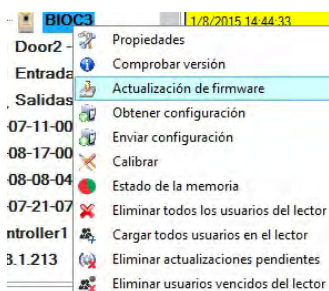 BIOC3
1/8/2015 14:44:33
Door2 -
Entrada
Salidas
07-11-00
08-17-00
08-08-04
07-21-07
ntroller1
3.1.213
Propiedades
Comprobar versión
Actualización de firmware
Obtener configuración
Enviar configuración
Calibrar
Estado de la memoria
Eliminar todos los usuarios del lector
Cargar todos usuarios en el lector
Eliminar actualizaciones pendientes
Eliminar usuarios vencidos del lector